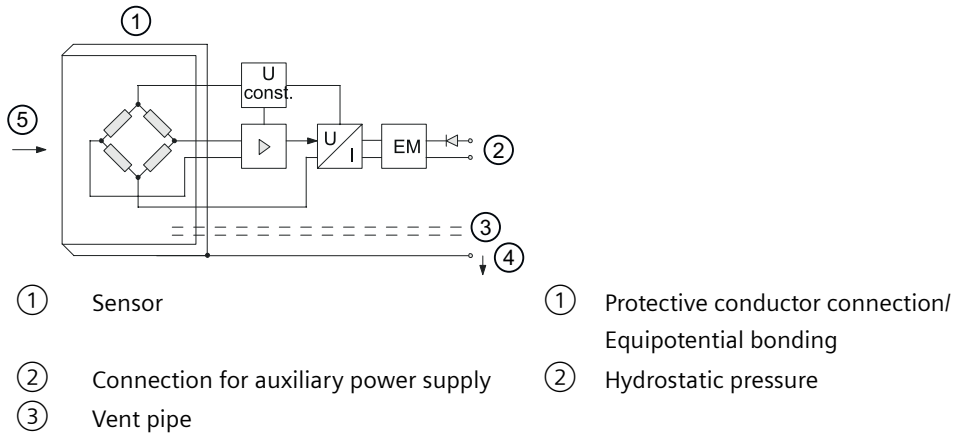 ①
U
const.
⑤
U
I
EM
②
③
④
① Sensor
① Protective conductor connection/
Equipotential bonding
② Connection for auxiliary power supply
② Hydrostatic pressure
③ Vent pipe